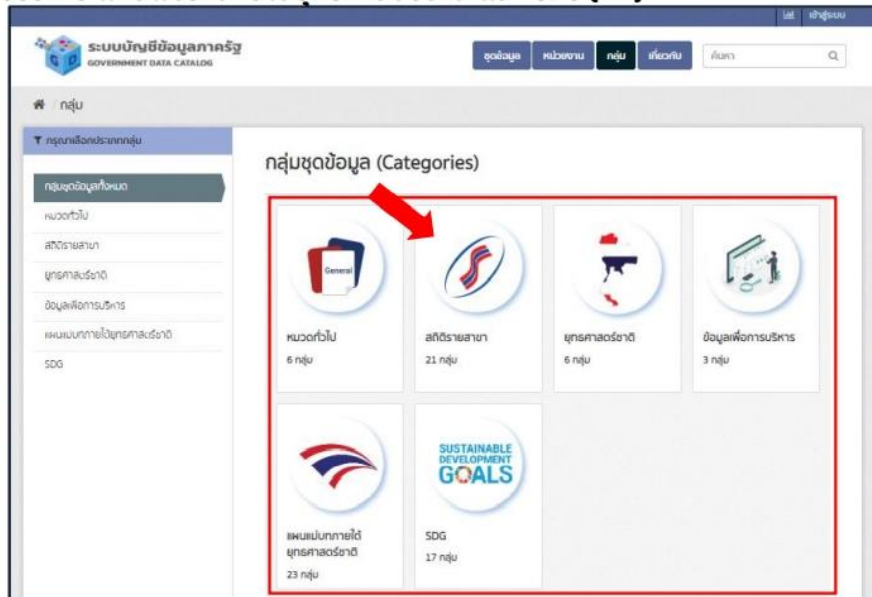 เข้าสู่ระบบ
ระบบบัญชีข้อมูลภาครัฐ
GOVERNMENT DATA CATALOG
ชุดข้อมูล
หน่วยงาน
กลุ่ม
เกี่ยวกับ
ค้นหา
/ กลุ่ม
กรุณาเลือกประเภทกลุ่ม
กลุ่มชุดข้อมูลทั้งหมด
หมวดทั่วไป
สถิติรายสาขา
ยุทธศาสตร์ชาติ
ข้อมูลเพื่อการบริหาร
แผนแม่บทภายใต้ยุทธศาสตร์ชาติ
SDG
กลุ่มชุดข้อมูล (Categories)
General
หมวดทั่วไป
6 กลุ่ม
สถิติรายสาขา
21 กลุ่ม
ยุทธศาสตร์ชาติ
6 กลุ่ม
ข้อมูลเพื่อการบริหาร
3 กลุ่ม
แผนแม่บทภายใต้
ยุทธศาสตร์ชาติ
23 กลุ่ม
SUSTAINABLE
DEVELOPMENT
GOALS
SDG
17 กลุ่ม